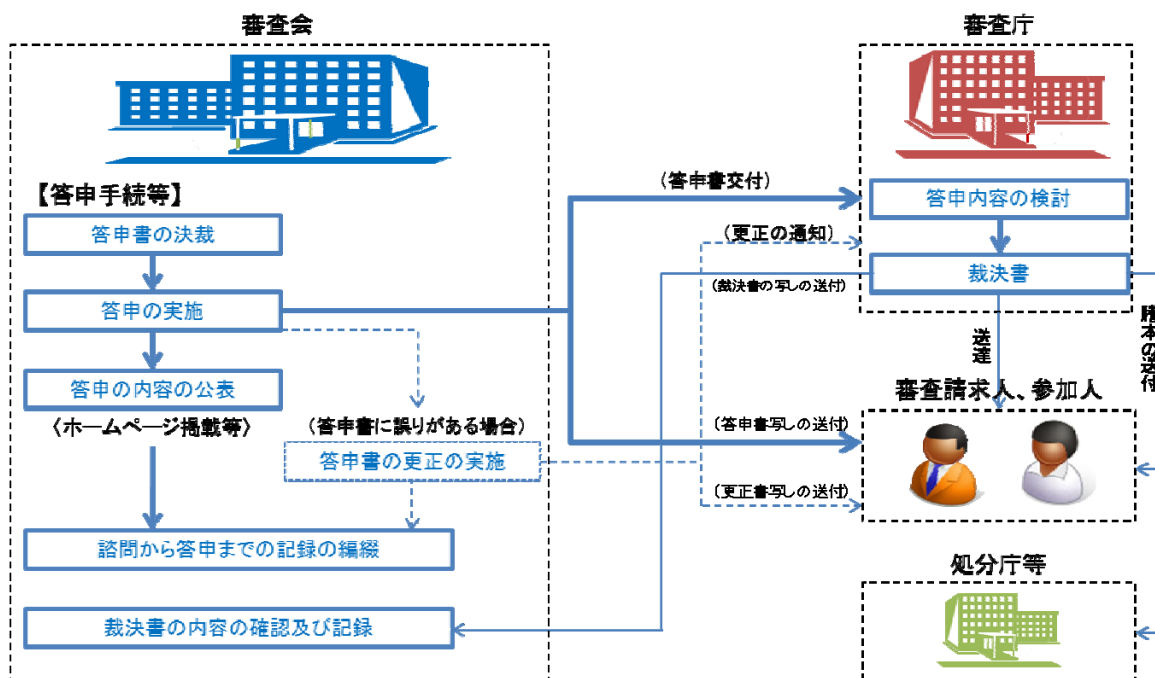 審査会
審査庁
【答申手続等】
(答申書交付)
答申内容の検討
答申書の決裁
(更正の通知)
裁決書
(裁決書の写しの送付)
答申の実施
謄本の送付
送達
答申の内容の公表
審査請求人、参加人
〈ホームページ掲載等〉
(答申書に誤りがある場合)
(答申書写しの送付)
答申書の更正の実施
(更正書写しの送付)
諮問から答申までの記録の編綴
処分庁等
裁決書の内容の確認及び記録